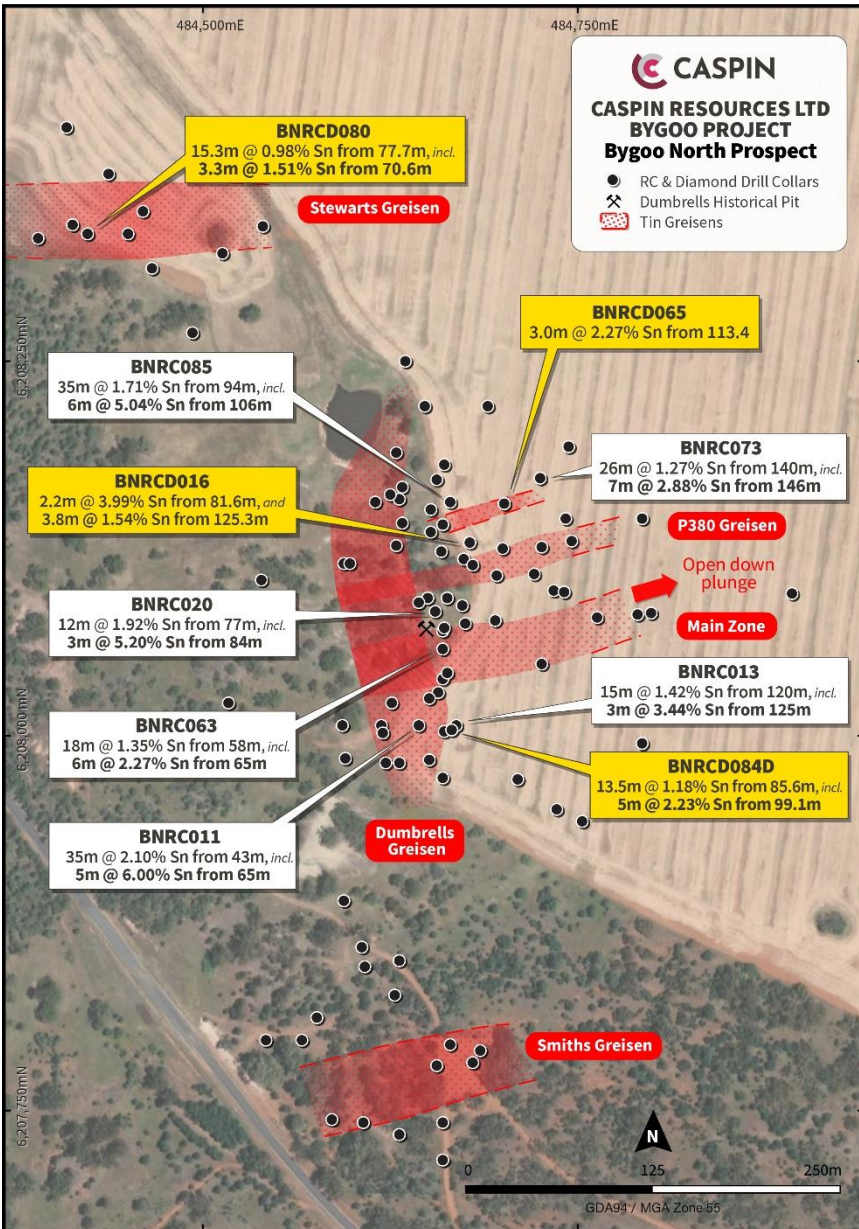 484,500mE
484,750mE
CASPIN
CASPIN RESOURCES LTD
BYGOO PROJECT
Bygoo North Prospect
RC & Diamond Drill Collars
Dumbrells Historical Pit
Tin Greisens
BNRCD080
15.3m @ 0.98% Sn from 77.7m, incl.
3.3m @ 1.51% Sn from 70.6m
Stewarts Greisen
BNRCD065
3.0m @ 2.27% Sn from 113.4
6,208,250mN
BNRC085
35m @ 1.71% Sn from 94m, incl.
6m @ 5.04% Sn from 106m
BNRC073
26m @ 1.27% Sn from 140m, incl.
7m @ 2.88% Sn from 146m
BNRCD016
2.2m @ 3.99% Sn from 81.6m, and
3.8m @ 1.54% Sn from 125.3m
P380 Greisen
Open down
plunge
Main Zone
BNRC020
12m @ 1.92% Sn from 77m, incl.
3m @ 5.20% Sn from 84m
BNRC013
15m @ 1.42% Sn from 120m, incl.
3m @ 3.44% Sn from 125m
6,208,000mN
BNRC063
18m @ 1.35% Sn from 58m, incl.
6m @ 2.27% Sn from 65m
BNRCD084D
13.5m @ 1.18% Sn from 85.6m, incl.
5m @ 2.23% Sn from 99.1m
BNRC011
35m @ 2.10% Sn from 43m, incl.
5m @ 6.00% Sn from 65m
Dumbrells
Greisen
Smiths Greisen
6,207,750mN
N
0 125 250m
GDA94 / MGA Zone 55